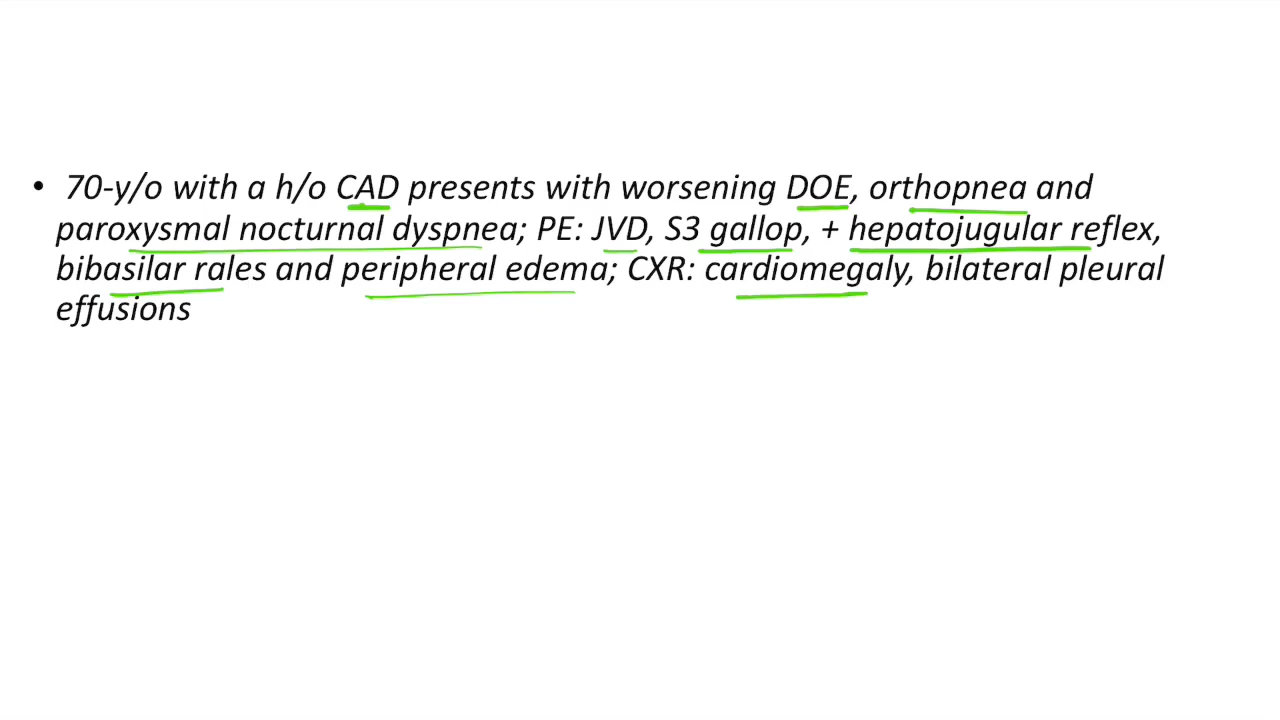 • 70-y/o with a h/o CAD presents with worsening DOE, orthopnea and
paroxysmal nocturnal dyspnea; PE: JVD, S3 gallop, + hepatojugular reflex,
bibasilar rales and peripheral edema; CXR: cardiomegaly, bilateral pleural
effusions